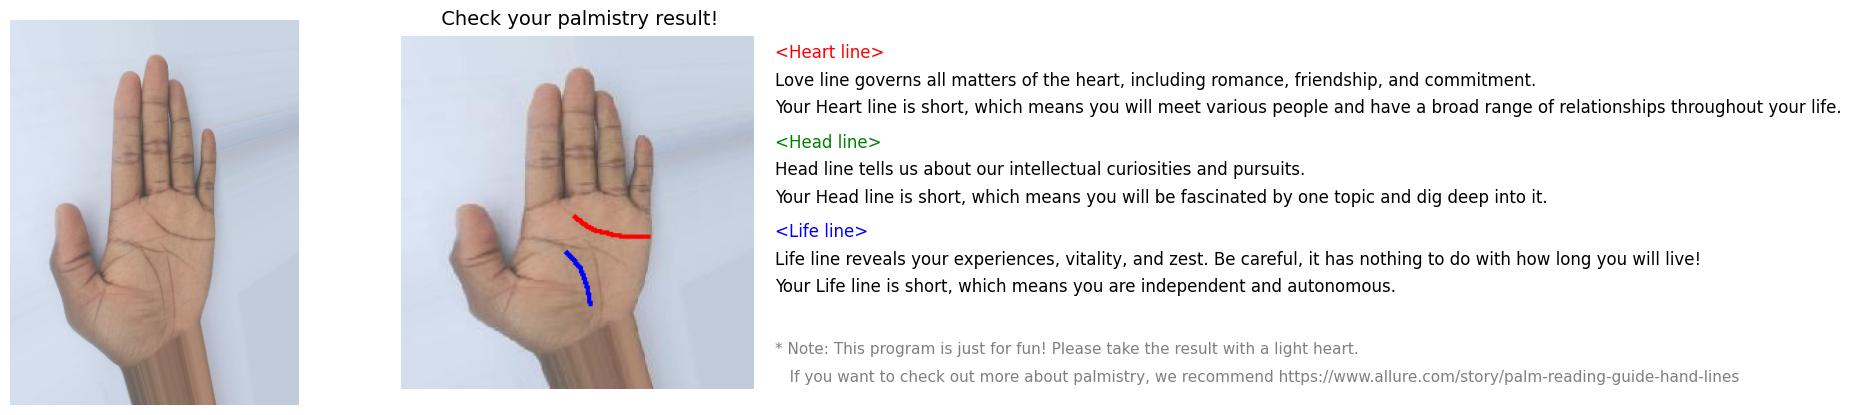 Check your palmistry result!
<Heart line>
Love line governs all matters of the heart, including romance, friendship, and commitment.
Your Heart line is short, which means you will meet various people and have a broad range of relationships throughout your life.
<Head line>
Head line tells us about our intellectual curiosities and pursuits.
Your Head line is short, which means you will be fascinated by one topic and dig deep into it.
<Life line>
Life line reveals your experiences, vitality, and zest. Be careful, it has nothing to do with how long you will live!
Your Life line is short, which means you are independent and autonomous.
* Note: This program is just for fun! Please take the result with a light heart.
If you want to check out more about palmistry, we recommend https://www.allure.com/story/palm-reading-guide-hand-lines